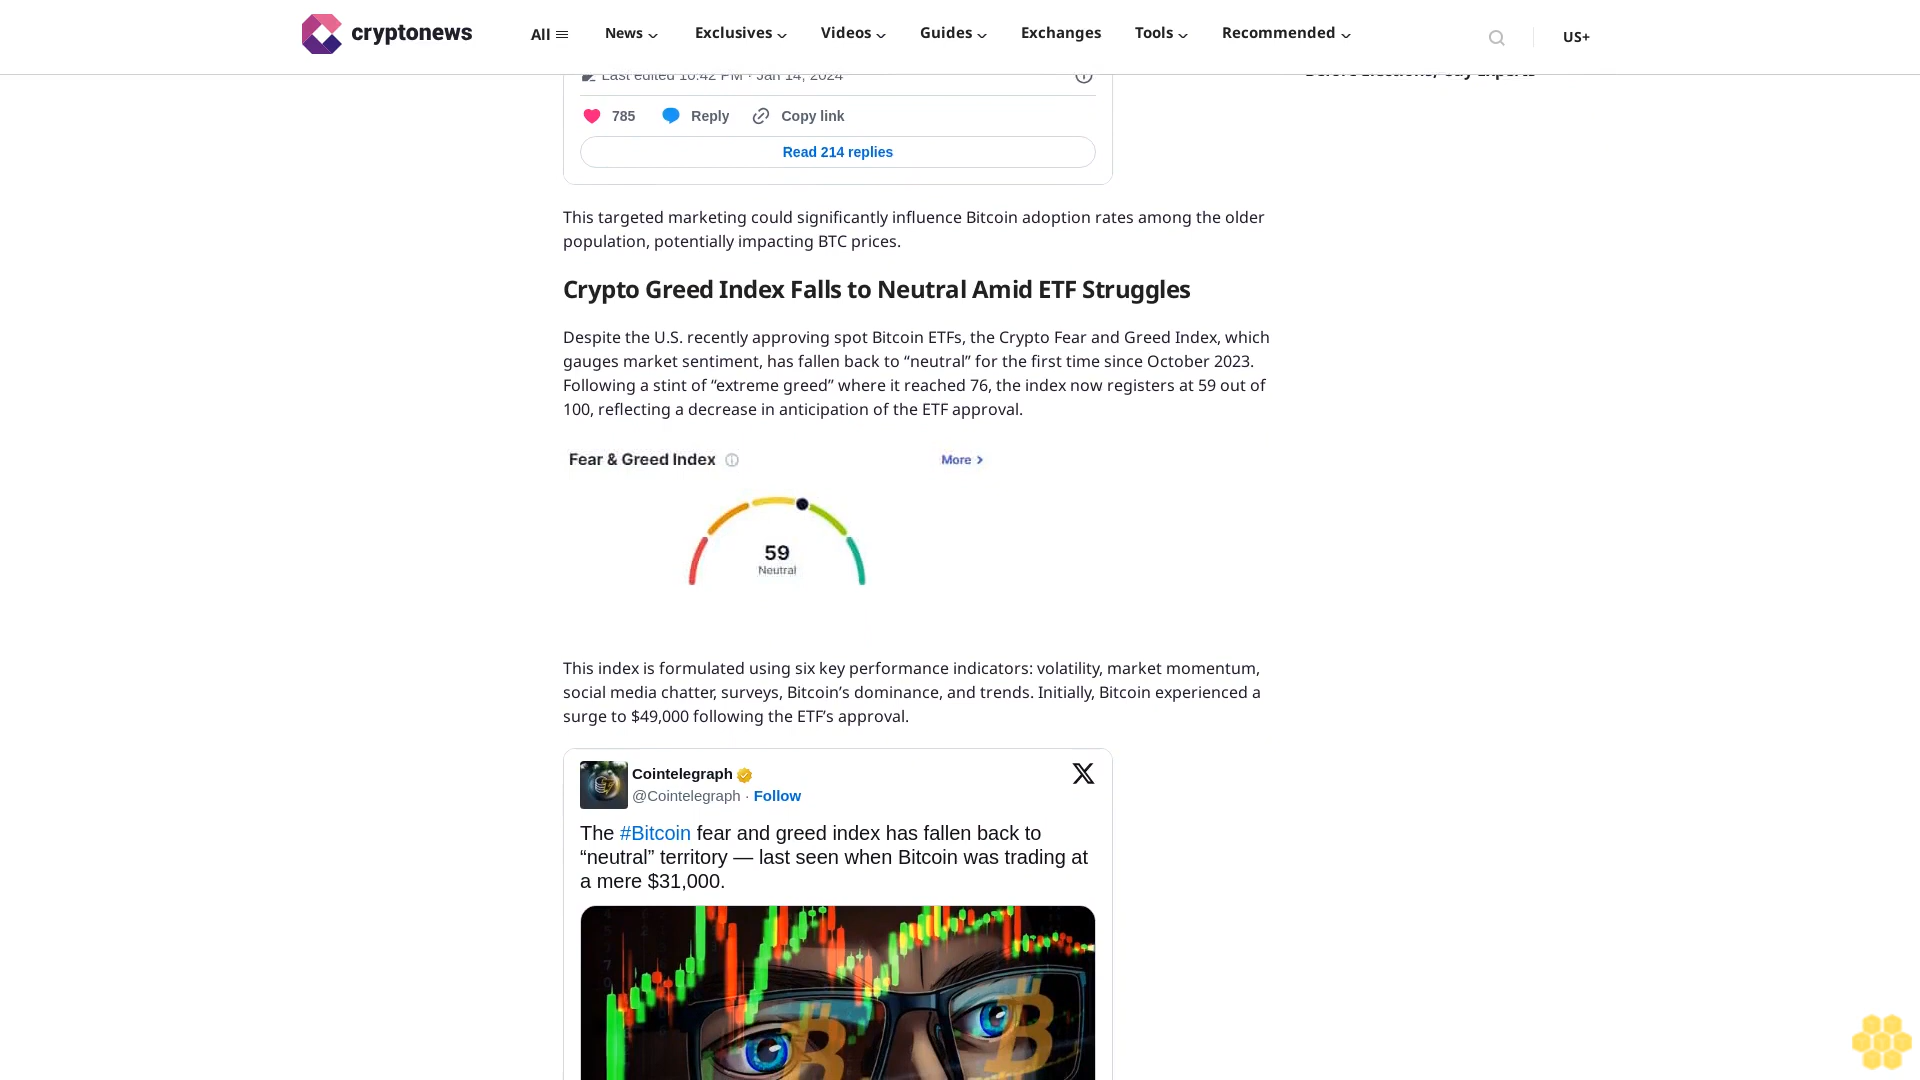 cryptonews
All
News
Exclusives
Videos
Guides
Exchanges
Tools
Recommended
US+
Last edited 10:42 PM · Jan 14, 2024
785
Reply
Copy link
Read 214 replies
This targeted marketing could significantly influence Bitcoin adoption rates among the older
population, potentially impacting BTC prices.
Crypto Greed Index Falls to Neutral Amid ETF Struggles
Despite the U.S. recently approving spot Bitcoin ETFs, the Crypto Fear and Greed Index, which
gauges market sentiment, has fallen back to “neutral” for the first time since October 2023.
Following a stint of “extreme greed” where it reached 76, the index now registers at 59 out of
100, reflecting a decrease in anticipation of the ETF approval.
Fear & Greed Index
More
59
Neutral
This index is formulated using six key performance indicators: volatility, market momentum,
social media chatter, surveys, Bitcoin’s dominance, and trends. Initially, Bitcoin experienced a
surge to $49,000 following the ETF’s approval.
Cointelegraph
@Cointelegraph · Follow
The #Bitcoin fear and greed index has fallen back to
“neutral” territory — last seen when Bitcoin was trading at
a mere $31,000.